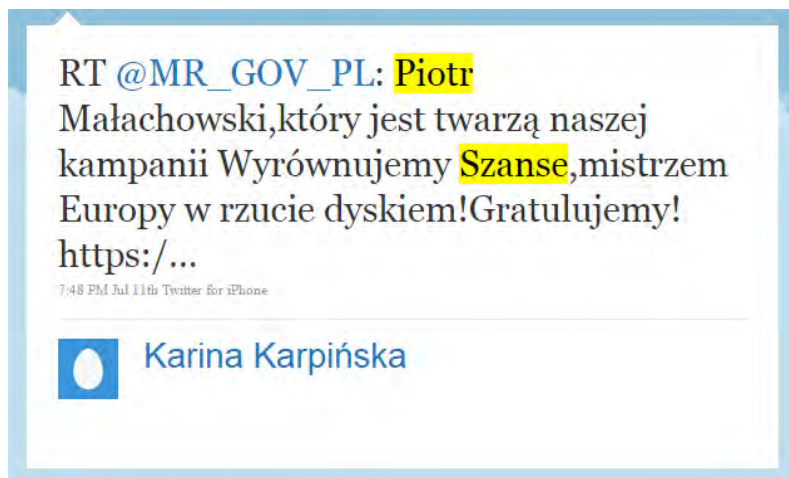 RT @MR_GOV_PL: Piotr
Małachowski,który jest twarzą naszej
kampanii Wyrównujemy Szanse,mistrzem
Europy w rzucie dyskiem!Gratulujemy!
https:/...
7:48 PM Jul 11th Twitter for iPhone
Karina Karpińska